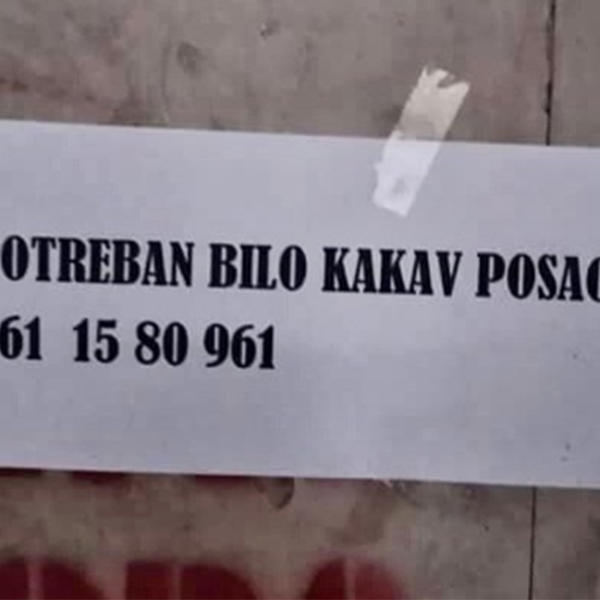 OTREBAN BILO KAKAV POSAO
61 15 80 961